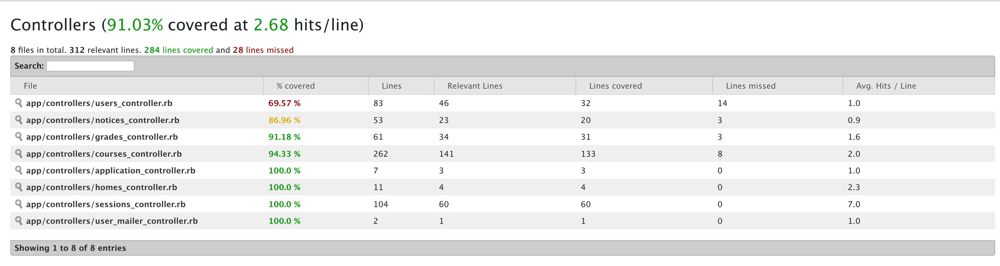 Controllers (91.03% covered at 2.68 hits/line)
8 files in total. 312 relevant lines. 284 lines covered and 28 lines missed
Search:
File % covered Lines Relevant Lines Lines covered Lines missed Avg. Hits / Line
app/controllers/users_controller.rb 69.57 % 83 46 32 14 1.0
app/controllers/notices_controller.rb 86.96 % 53 23 20 3 0.9
app/controllers/grades_controller.rb 91.18 % 61 34 31 3 1.6
app/controllers/courses_controller.rb 94.33 % 262 141 133 8 2.0
app/controllers/application_controller.rb 100.0 % 7 3 3 0 1.0
app/controllers/homes_controller.rb 100.0 % 11 4 4 0 2.3
app/controllers/sessions_controller.rb 100.0 % 104 60 60 0 7.0
app/controllers/user_mailer_controller.rb 100.0 % 2 1 1 0 1.0
Showing 1 to 8 of 8 entries